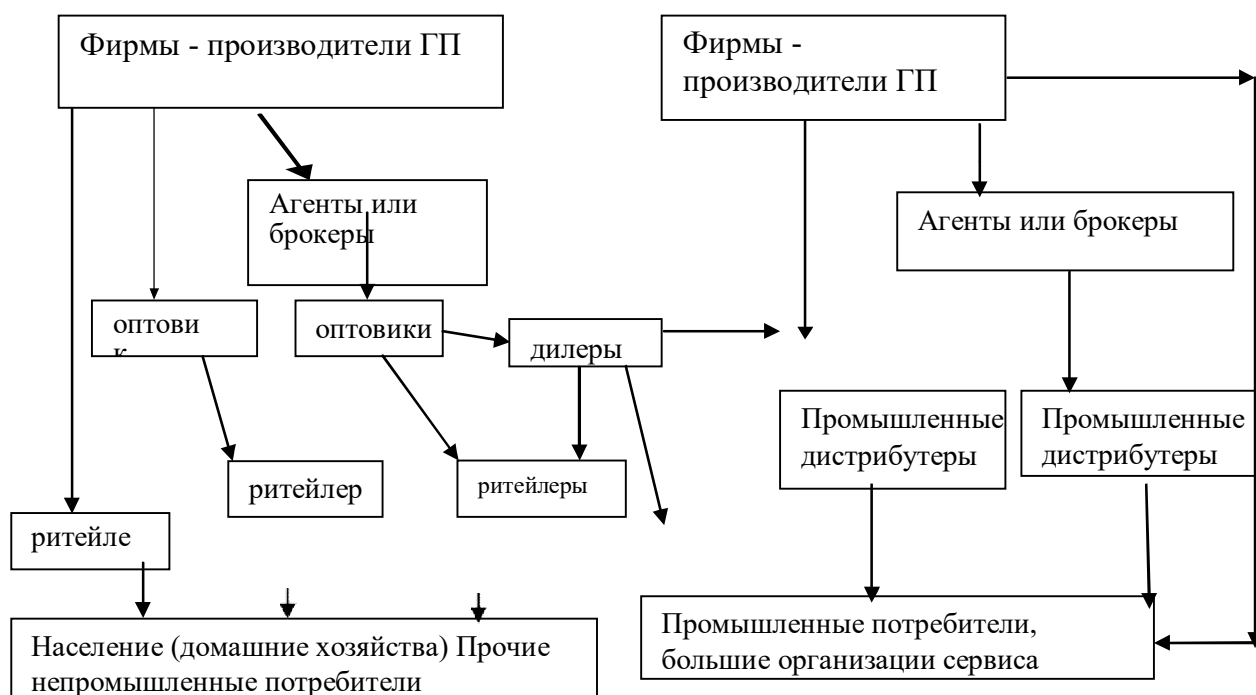 Фирмы - производители ГП
Фирмы -
производители ГП
Агенты или
брокеры
Агенты или брокеры
оптови
к
оптовики
дилеры
Промышленные
дистрибутеры
Промышленные
дистрибутеры
ритейлер
ритейлеры
ритейле
Население (домашние хозяйства) Прочие
непромышленные потребители
Промышленные потребители,
большие организации сервиса